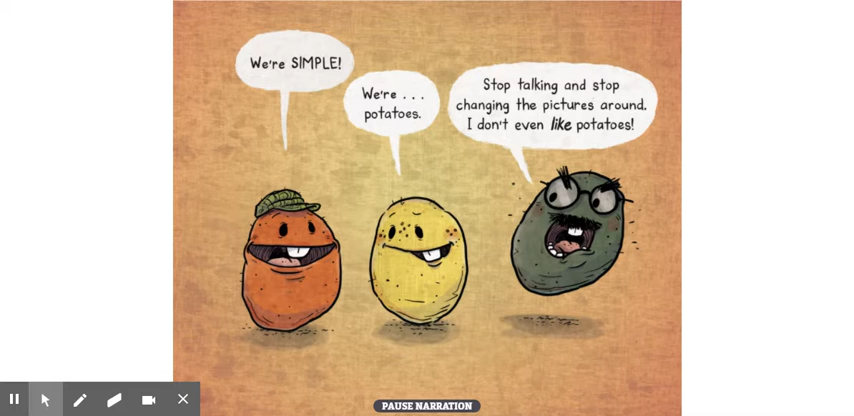 We're SIMPLE!
We're . . .
potatoes.
Stop talking and stop
changing the pictures around.
I don't even like potatoes!
PAUSE NARRATION